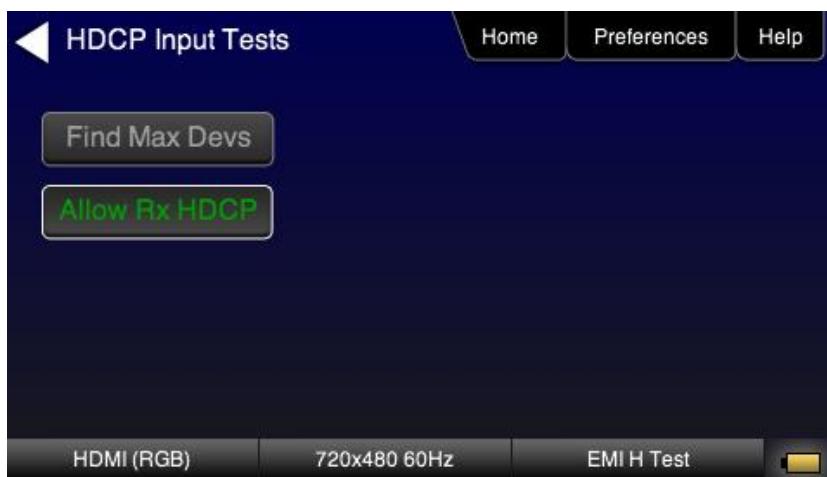 HDCP Input Tests
Home
Preferences
Help
Find Max Devs
Allow Rx HDCP
HDMI (RGB)
720x480 60Hz
EMI H Test